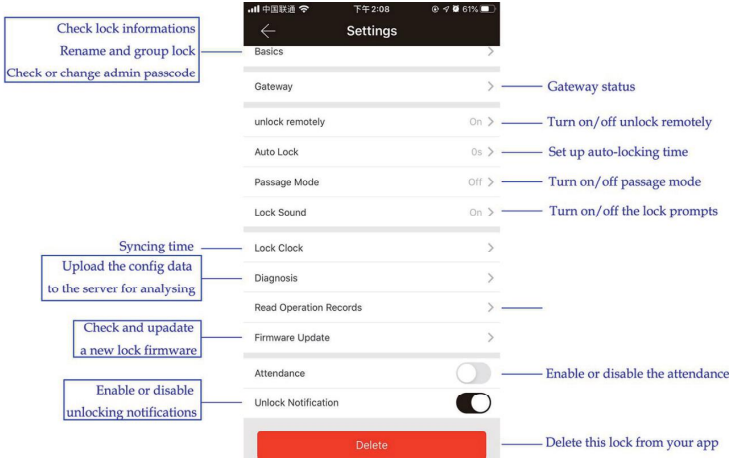 中国联通 下午2:08 61%
Settings
Check lock informations
Rename and group lock
Check or change admin passcode
Basics
Gateway
Gateway status
unlock remotely On
Turn on/off unlock remotely
Auto Lock 0s
Set up auto-locking time
Passage Mode Off
Turn on/off passage mode
Lock Sound On
Turn on/off the lock prompts
Syncing time
Lock Clock
Upload the config data
to the server for analysing
Diagnosis
Read Operation Records
Check and upadate
a new lock firmware
Firmware Update
Attendance
Enable or disable the attendance
Enable or disable
unlocking notifications
Unlock Notification
Delete
Delete this lock from your app